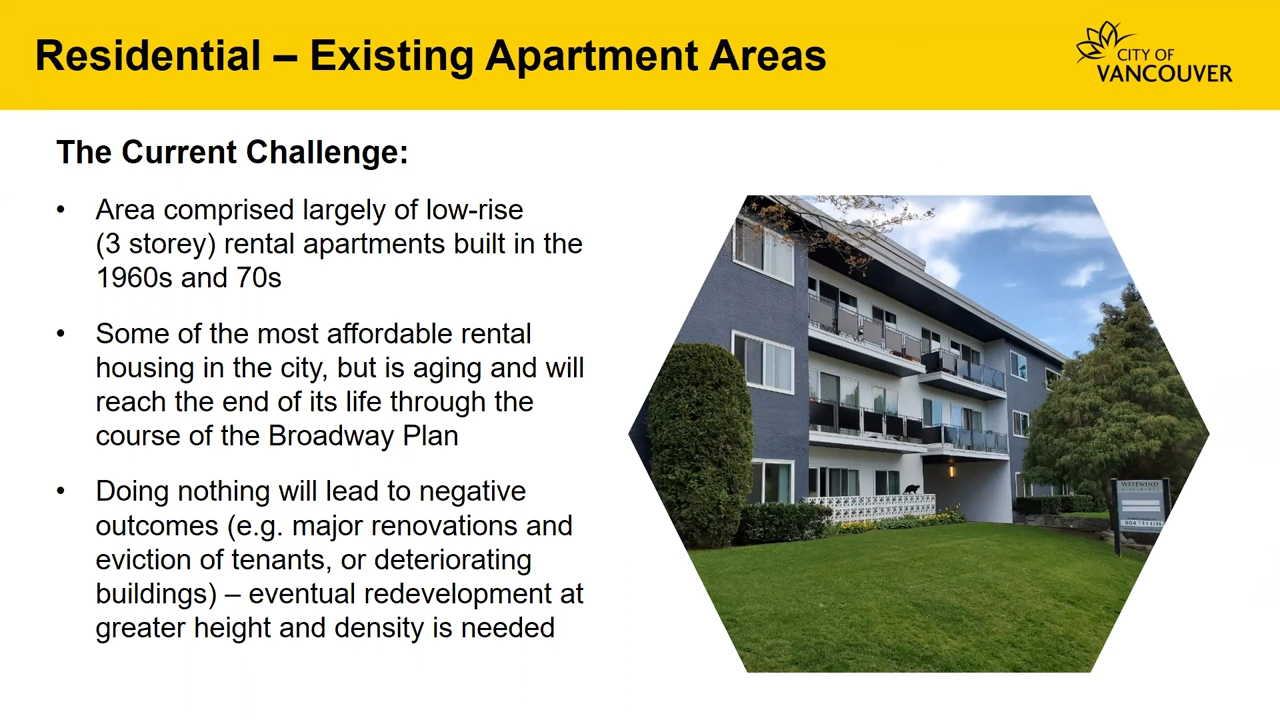 Residential – Existing Apartment Areas
CITY OF
VANCOUVER
The Current Challenge:
• Area comprised largely of low-rise
(3 storey) rental apartments built in the
1960s and 70s
• Some of the most affordable rental
housing in the city, but is aging and will
reach the end of its life through the
course of the Broadway Plan
• Doing nothing will lead to negative
outcomes (e.g. major renovations and
eviction of tenants, or deteriorating
buildings) – eventual redevelopment at
greater height and density is needed
WESTWIND